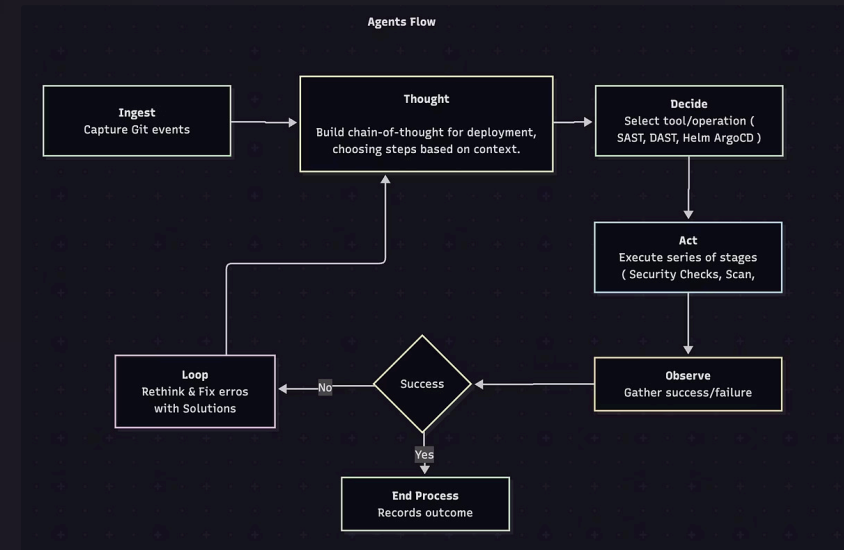 Agents Flow
Ingest
Capture Git events
Thought
Build chain-of-thought for deployment,
choosing steps based on context.
Decide
Select tool/operation (
SAST, DAST, Helm ArgoCD )
Act
Execute series of stages
( Security Checks, Scan,
Observe
Gather success/failure
Success
No
Loop
Rethink & Fix erros
with Solutions
Yes
End Process
Records outcome